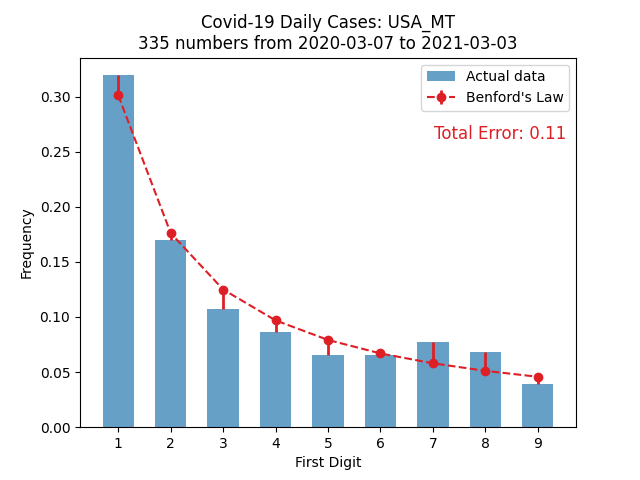 Covid-19 Daily Cases: USA_MT
335 numbers from 2020-03-07 to 2021-03-03
Actual data
Benford's Law
Total Error: 0.11
Frequency
0.30
0.25
0.20
0.15
0.10
0.05
0.00
1 2 3 4 5 6 7 8 9
First Digit